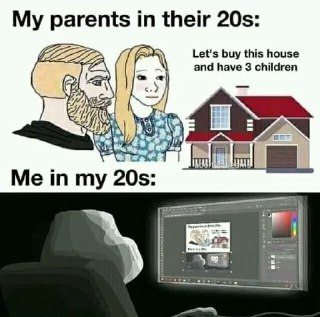 My parents in their 20s:
Let's buy this house
and have 3 children
Me in my 20s: